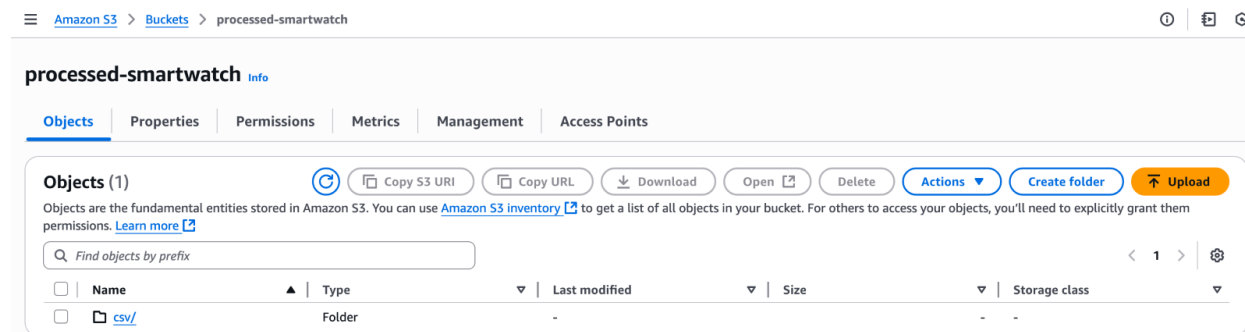 Amazon S3 > Buckets > processed-smartwatch
processed-smartwatch Info
Objects Properties Permissions Metrics Management Access Points
Objects (1) Copy S3 URI Copy URL Download Open Delete Actions Create folder Upload
Objects are the fundamental entities stored in Amazon S3. You can use Amazon S3 inventory to get a list of all objects in your bucket. For others to access your objects, you'll need to explicitly grant them
permissions. Learn more
Find objects by prefix < 1 >
Name Type Last modified Size Storage class
csv/ Folder - - -